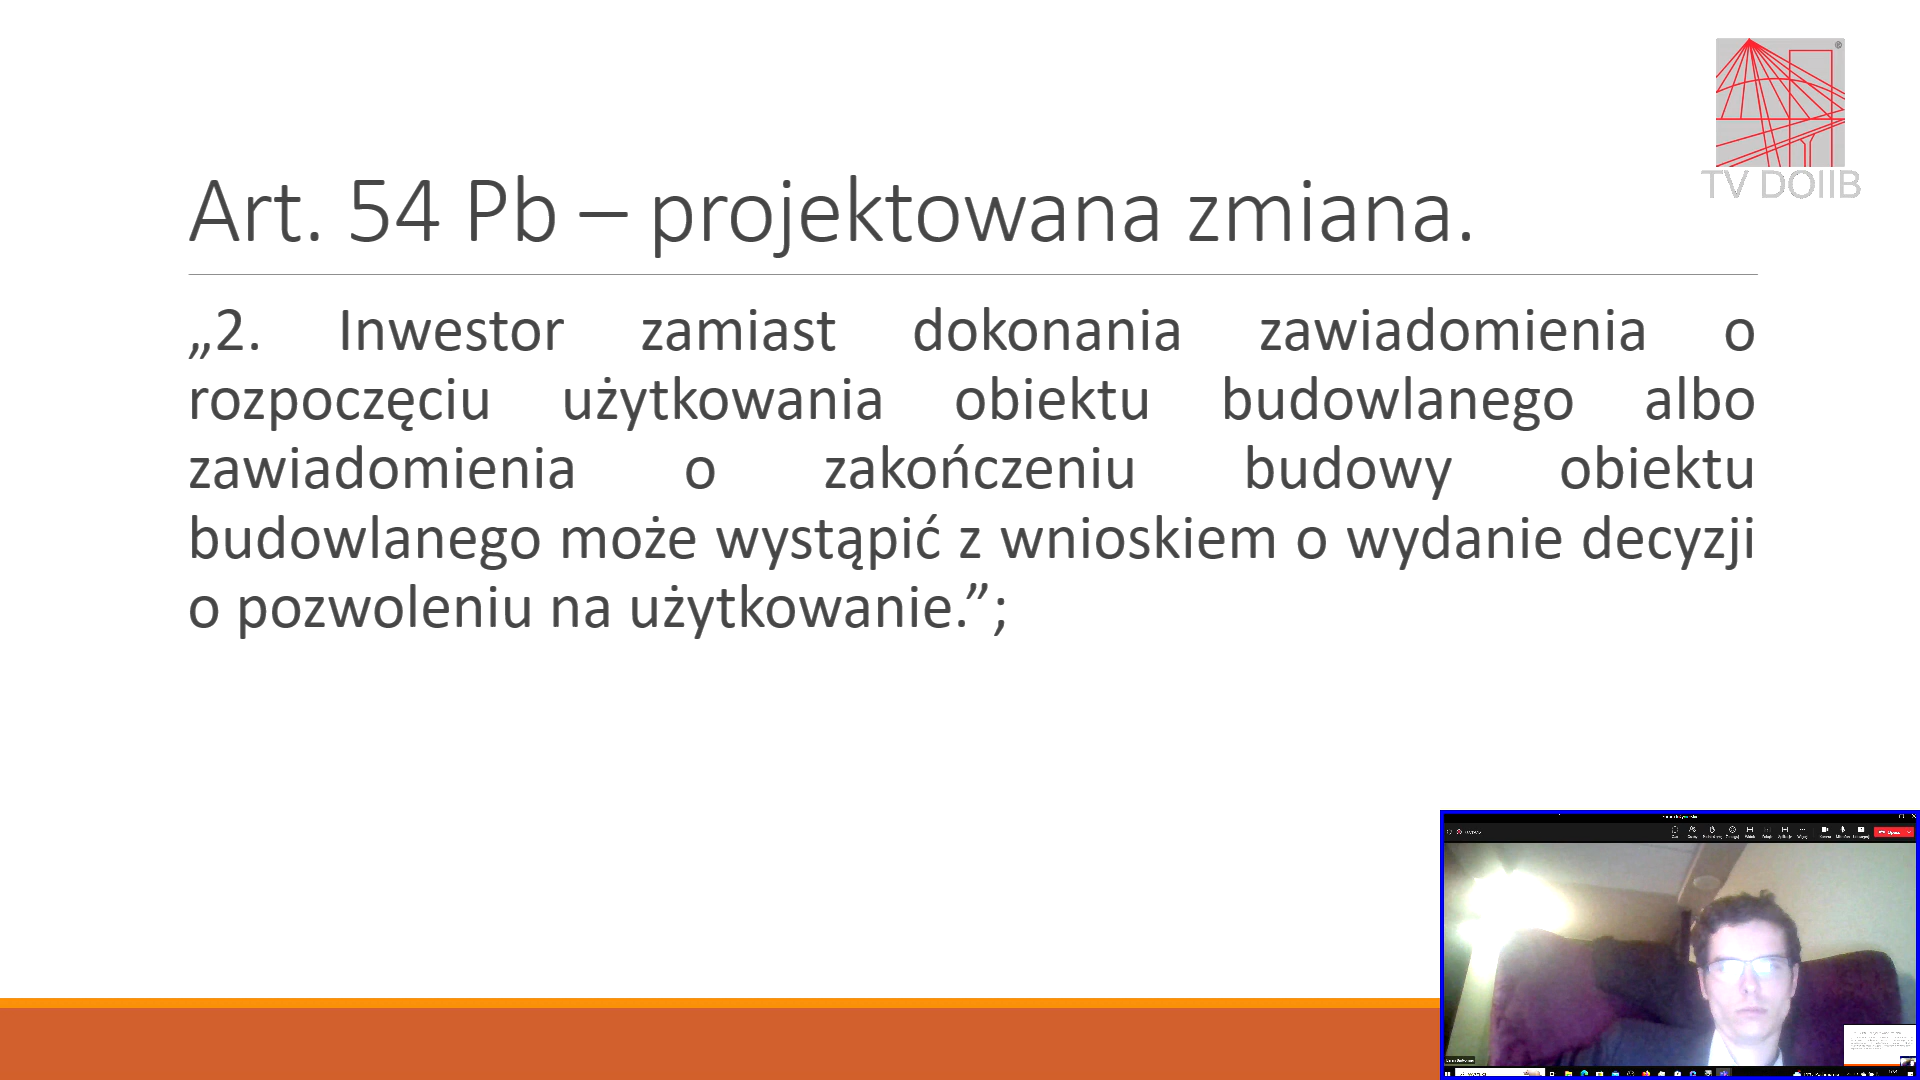 ®
TV DOIIB
Art. 54 Pb – projektowana zmiana.
„2. Inwestor zamiast dokonania zawiadomienia o
rozpoczęciu użytkowania obiektu budowlanego albo
zawiadomienia o zakończeniu budowy obiektu
budowlanego może wystąpić z wnioskiem o wydanie decyzji
o pozwoleniu na użytkowanie.”;